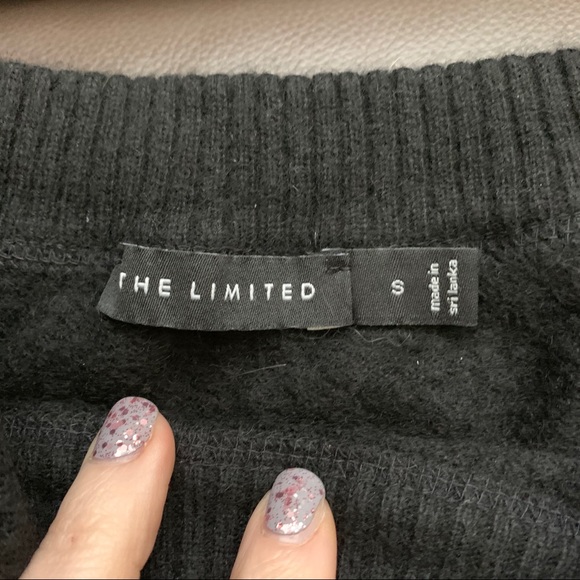 THE LIMITED
S
made in
sri lanka